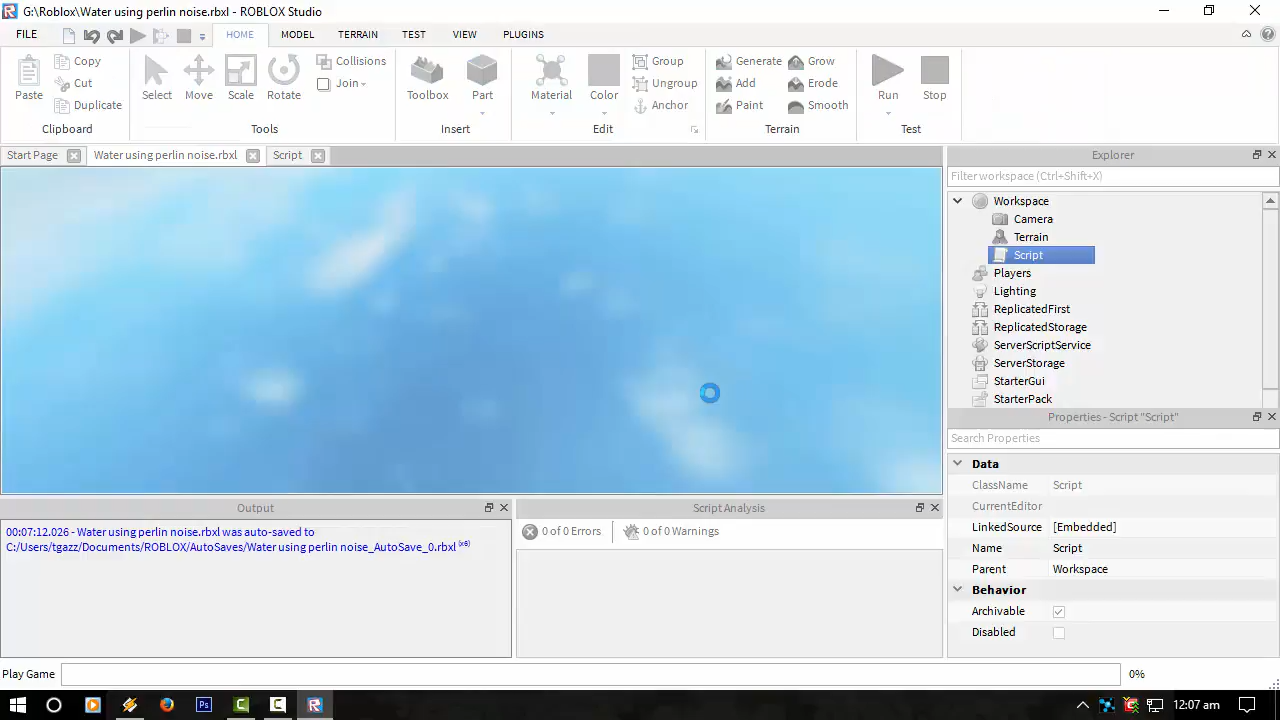 G:\Roblox\Water using perlin noise.rbxl - ROBLOX Studio
FILE
HOME
MODEL
TERRAIN
TEST
VIEW
PLUGINS
Paste
Copy
Cut
Duplicate
Clipboard
Select
Move
Scale
Rotate
Collisions
Join
Tools
Toolbox
Part
Insert
Material
Color
Group
Ungroup
Anchor
Edit
Generate
Add
Paint
Grow
Erode
Smooth
Terrain
Run
Stop
Test
Start Page
Water using perlin noise.rbxl
Script
Explorer
Filter workspace (Ctrl+Shift+X)
Workspace
Camera
Terrain
Script
Players
Lighting
ReplicatedFirst
ReplicatedStorage
ServerScriptService
ServerStorage
StarterGui
StarterPack
Properties - Script "Script"
Search Properties
Data
ClassName Script
CurrentEditor
LinkedSource [Embedded]
Name Script
Parent Workspace
Behavior
Archivable
Disabled
Output
00:07:12.026 - Water using perlin noise.rbxl was auto-saved to
C:/Users/tgazz/Documents/ROBLOX/AutoSaves/Water using perlin noise_AutoSave_0.rbxl (x6)
Script Analysis
0 of 0 Errors
0 of 0 Warnings
Play Game
0%
Ps
12:07 am